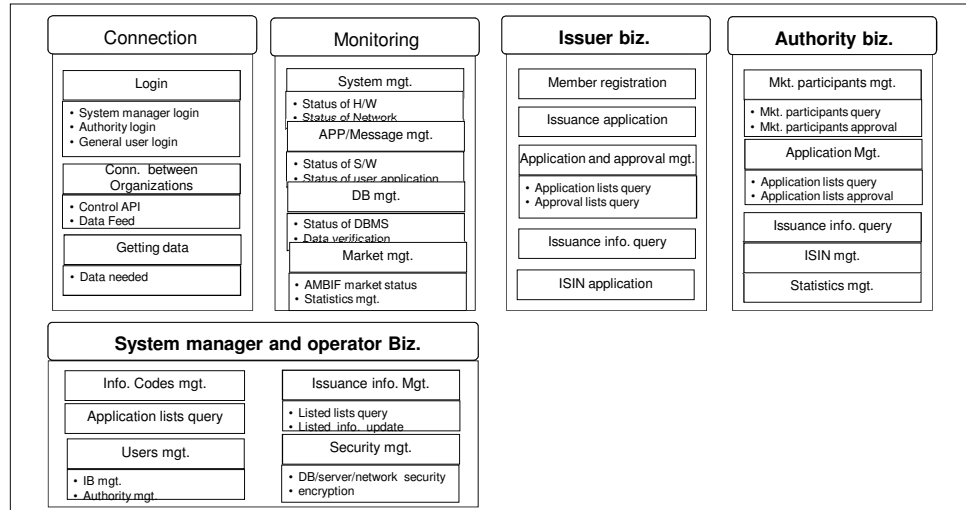 Connection
Login
• System manager login
• Authority login
• General user login
Conn. between
Organizations
• Control API
• Data Feed
Getting data
• Data needed
Monitoring
System mgt.
• Status of H/W
• Status of Network
APP/Message mgt.
• Status of S/W
• Status of user application
DB mgt.
• Status of DBMS
• Data verification
Market mgt.
• AMBIF market status
• Statistics mgt.
Issuer biz.
Member registration
Issuance application
Application and approval mgt.
• Application lists query
• Approval lists query
Issuance info. query
ISIN application
Authority biz.
Mkt. participants mgt.
• Mkt. participants query
• Mkt. participants approval
Application Mgt.
• Application lists query
• Application lists approval
Issuance info. query
ISIN mgt.
Statistics mgt.
System manager and operator Biz.
Info. Codes mgt.
Application lists query
Users mgt.
• IB mgt.
• Authority mgt.
Issuance info. Mgt.
• Listed lists query
• Listed info. update
Security mgt.
• DB/server/network security
• encryption